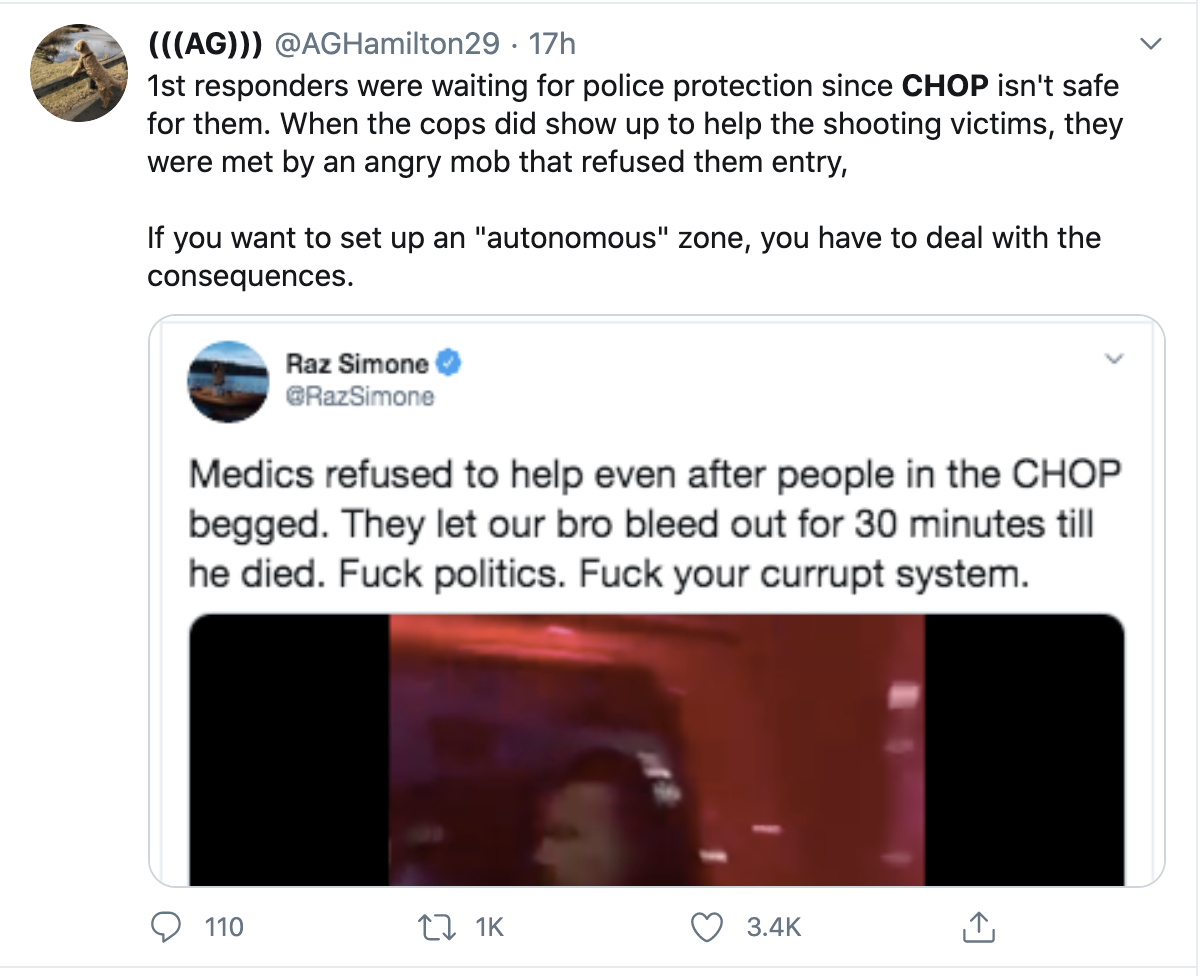 (((AG))) @AGHamilton29 · 17h
1st responders were waiting for police protection since CHOP isn't safe
for them. When the cops did show up to help the shooting victims, they
were met by an angry mob that refused them entry,
If you want to set up an "autonomous" zone, you have to deal with the
consequences.
Raz Simone
@RazSimone
Medics refused to help even after people in the CHOP
begged. They let our bro bleed out for 30 minutes till
he died. Fuck politics. Fuck your currupt system.
110 1K 3.4K